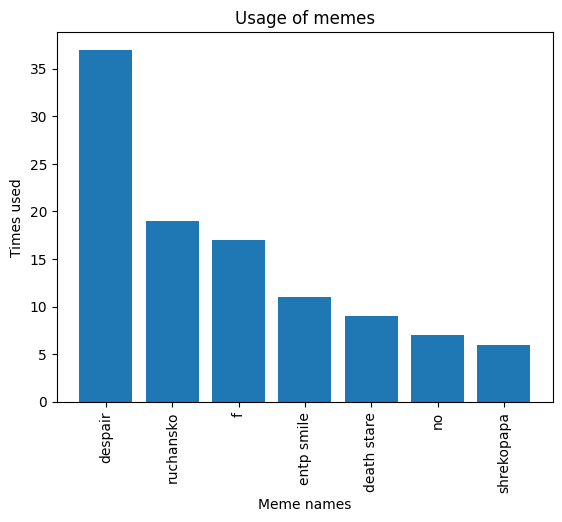 Usage of memes
Times used
35
30
25
20
15
10
5
0
despair
ruchansko
f
entp smile
death stare
no
shrekopapa
Meme names